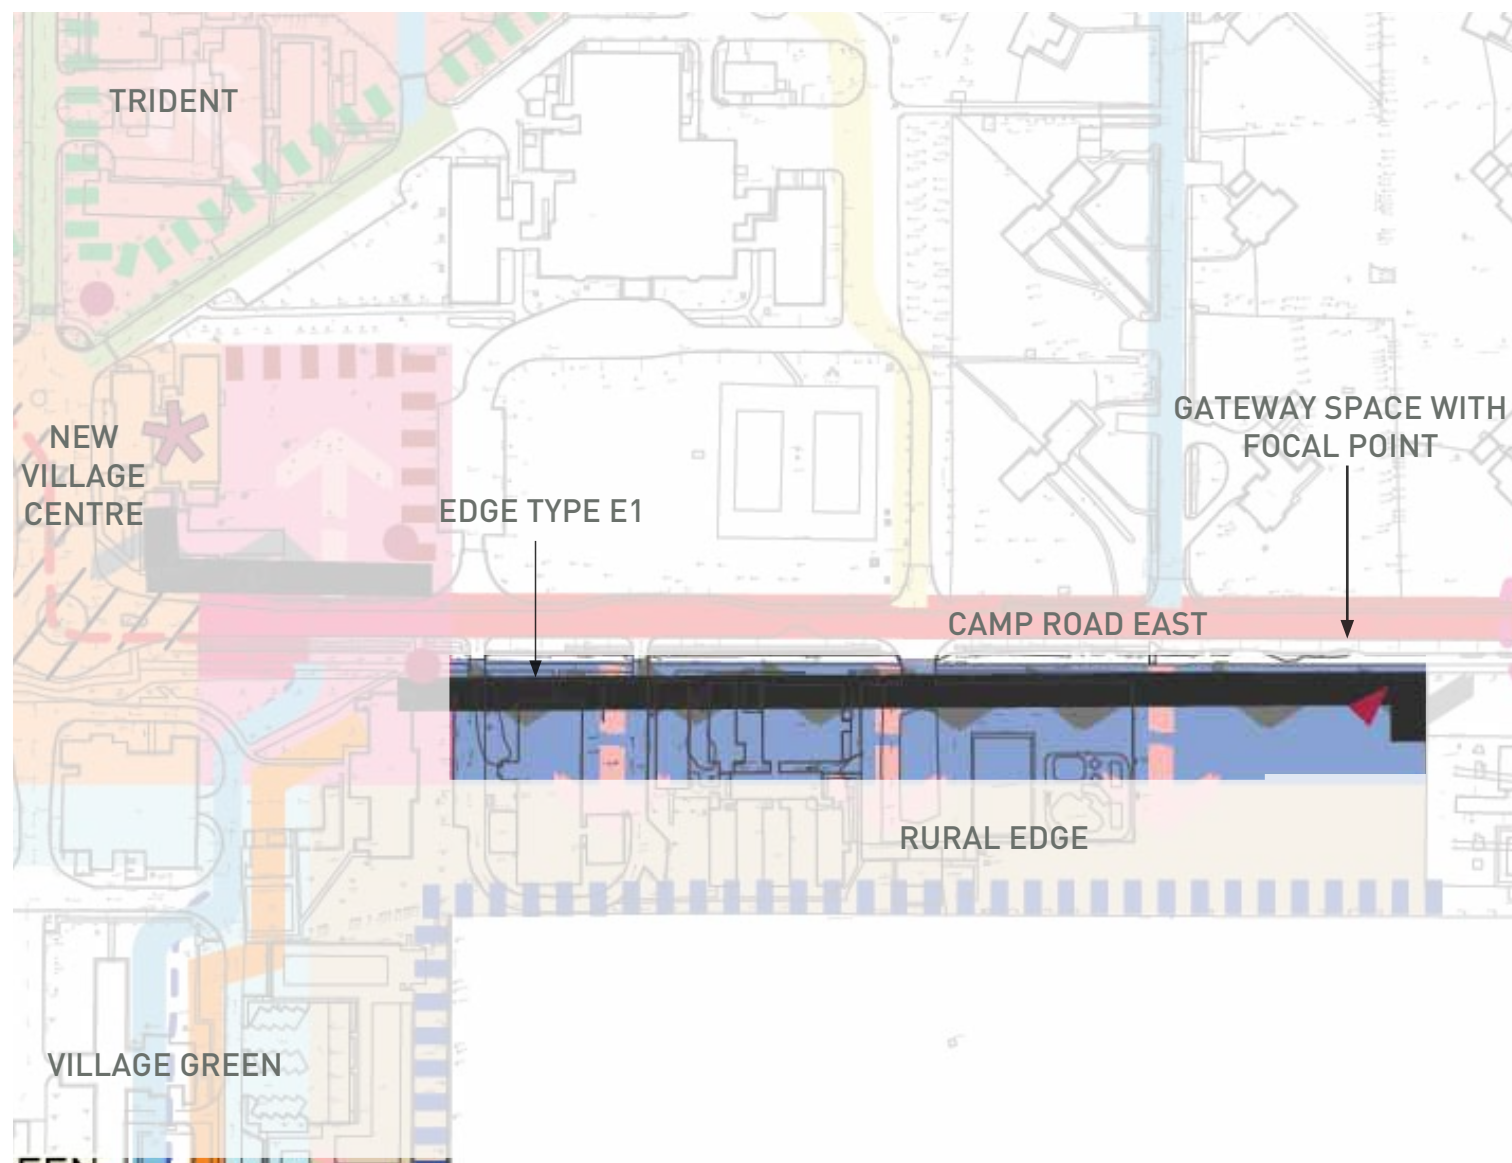 TRIDENT
GATEWAY SPACE WITH
FOCAL POINT
NEW
VILLAGE
CENTRE
EDGE TYPE E1
CAMP ROAD EAST
RURAL EDGE
VILLAGE GREEN